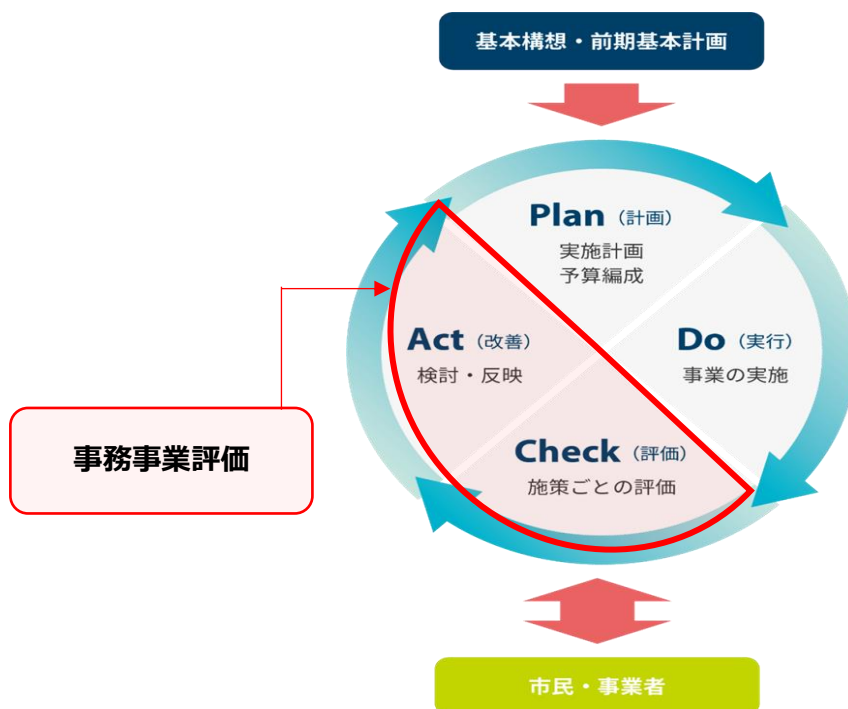 基本構想・前期基本計画
Plan（計画）
実施計画
予算編成
Act（改善）
検討・反映
Do（実行）
事業の実施
事務事業評価
Check（評価）
施策ごとの評価
市民・事業者